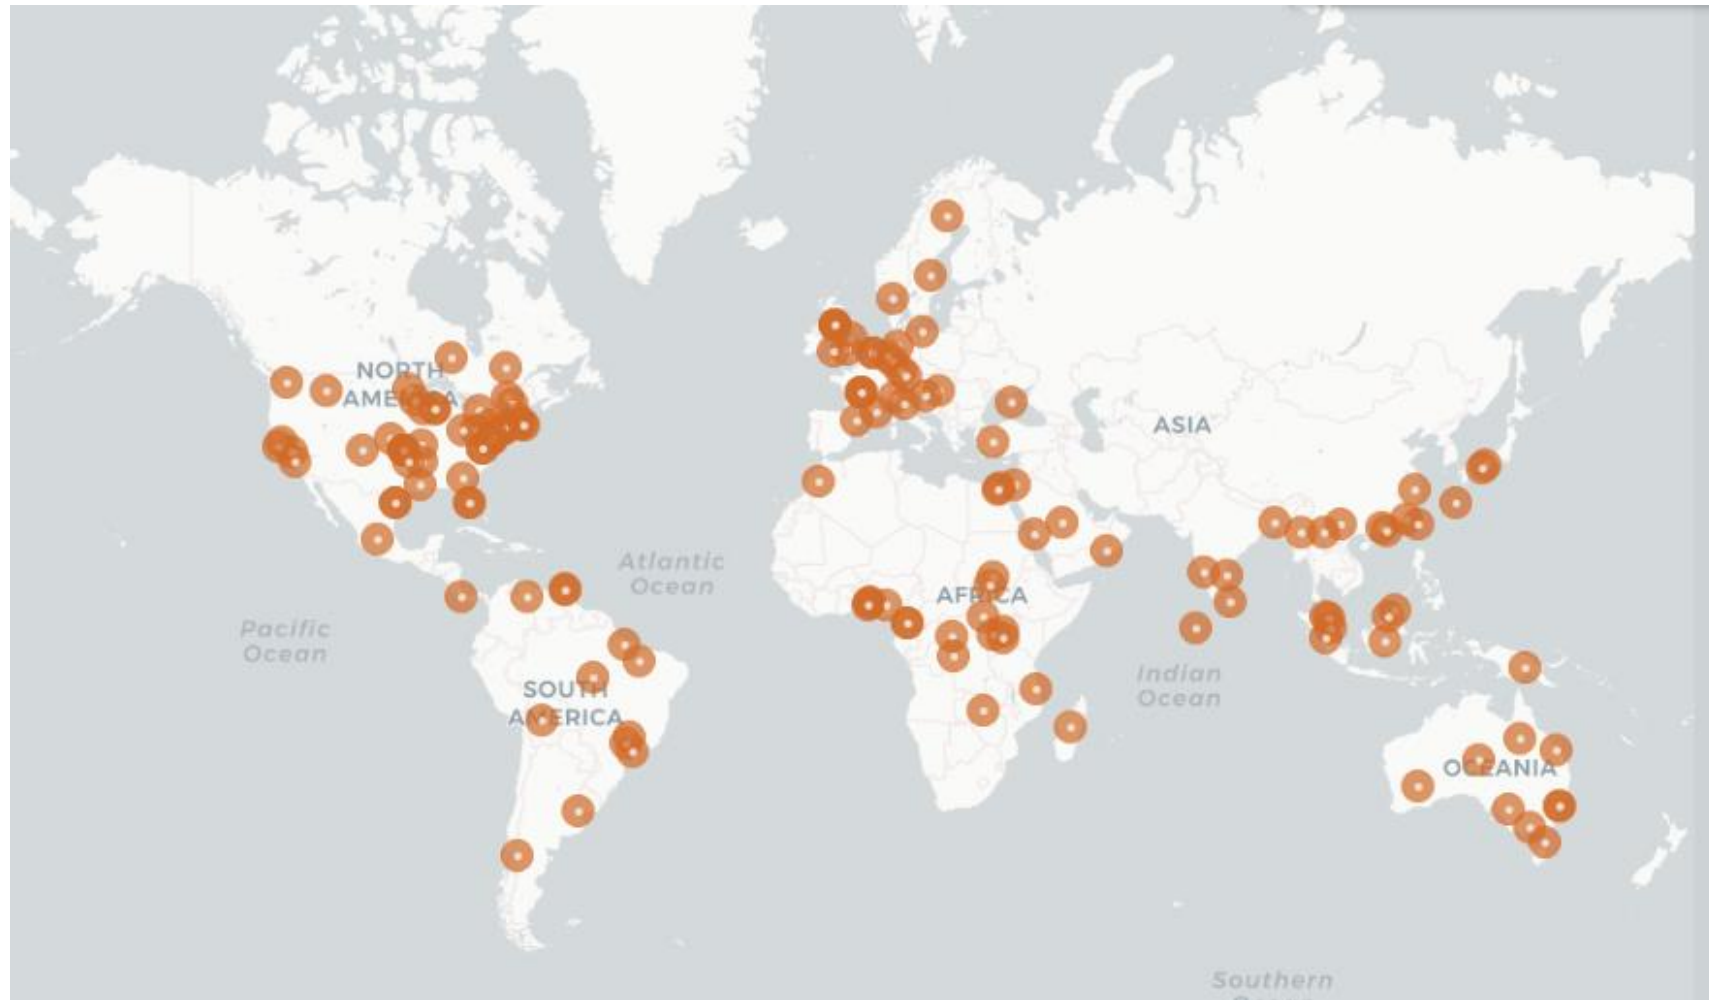 NORTH
AMERICA
ASIA
Atlantic
Ocean
AFRICA
Pacific
Ocean
Indian
Ocean
SOUTH
AMERICA
OCEANIA
Southern